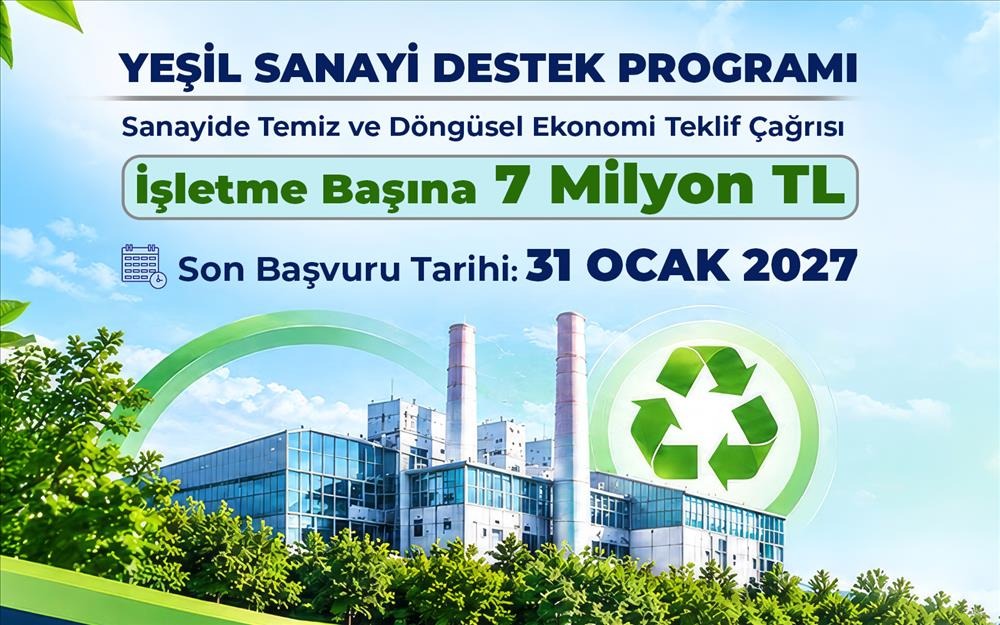 YEŞİL SANAYİ DESTEK PROGRAMI
Sanayide Temiz ve Döngüsel Ekonomi Teklif Çağrısı
İşletme Başına 7 Milyon TL
Son Başvuru Tarihi: 31 OCAK 2027